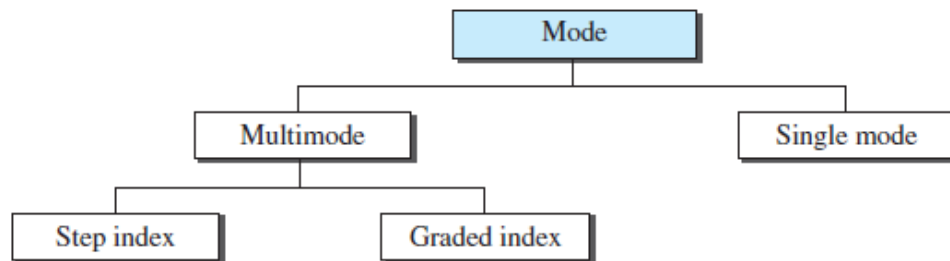 Mode
Multimode
Single mode
Step index
Graded index